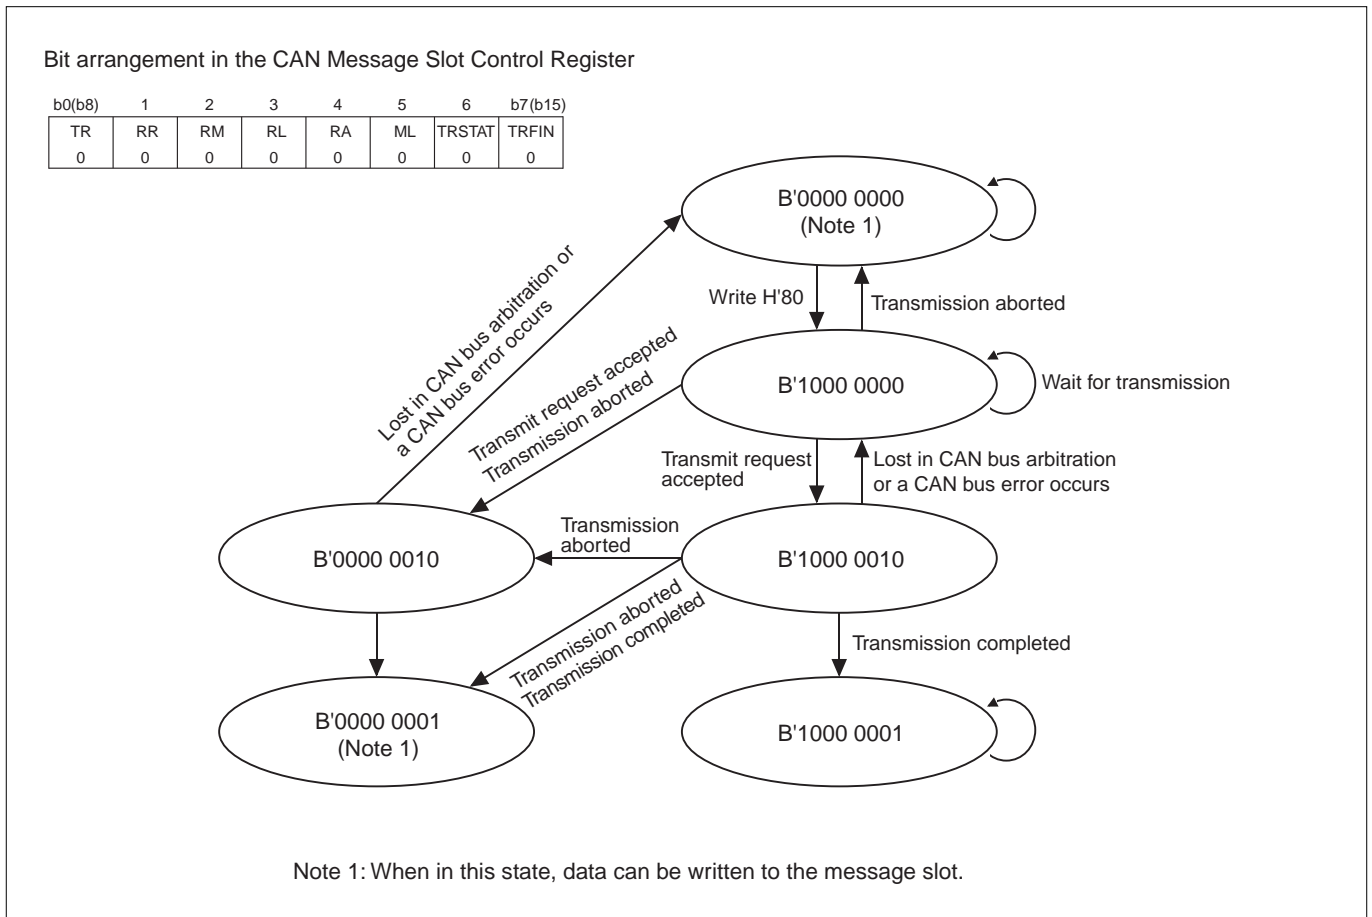 Bit arrangement in the CAN Message Slot Control Register
b0(b8) 1 2 3 4 5 6 b7(b15)
TR RR RM RL RA ML TRSTAT TRFIN
0 0 0 0 0 0 0 0
B'0000 0000
(Note 1)
Write H'80
Transmission aborted
Lost in CAN bus arbitration or
a CAN bus error occurs
B'1000 0000
Wait for transmission
Transmit request accepted
Transmission aborted
Transmit request
accepted
Lost in CAN bus arbitration
or a CAN bus error occurs
B'0000 0010
Transmission
aborted
B'1000 0010
Transmission aborted
Transmission completed
Transmission completed
B'0000 0001
(Note 1)
B'1000 0001
Note 1: When in this state, data can be written to the message slot.